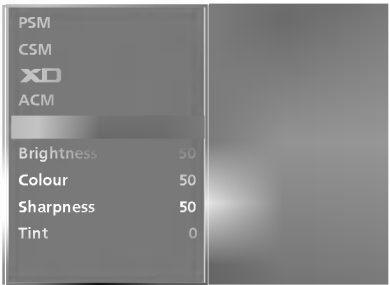 PSM
CSM
XD
ACM
Brightness 50
Colour 50
Sharpness 50
Tint 0